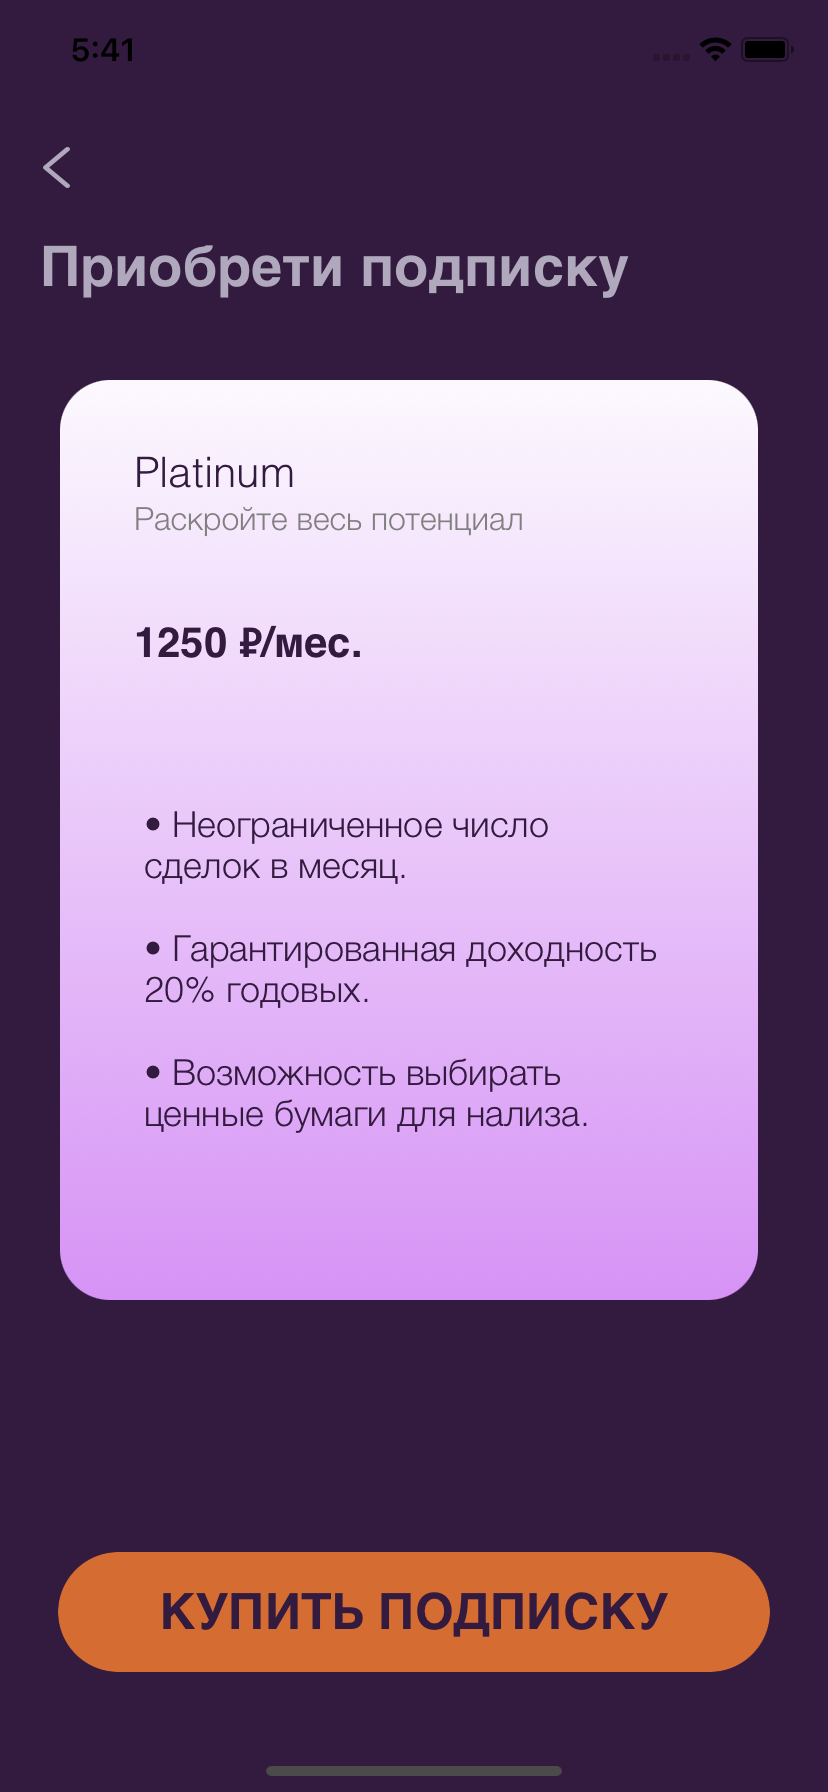 5:41
Приобрети подписку
Platinum
Раскройте весь потенциал
1250 ₽/мес.
• Неограниченное число
сделок в месяц.
• Гарантированная доходность
20% годовых.
• Возможность выбирать
ценные бумаги для нализа.
КУПИТЬ ПОДПИСКУ